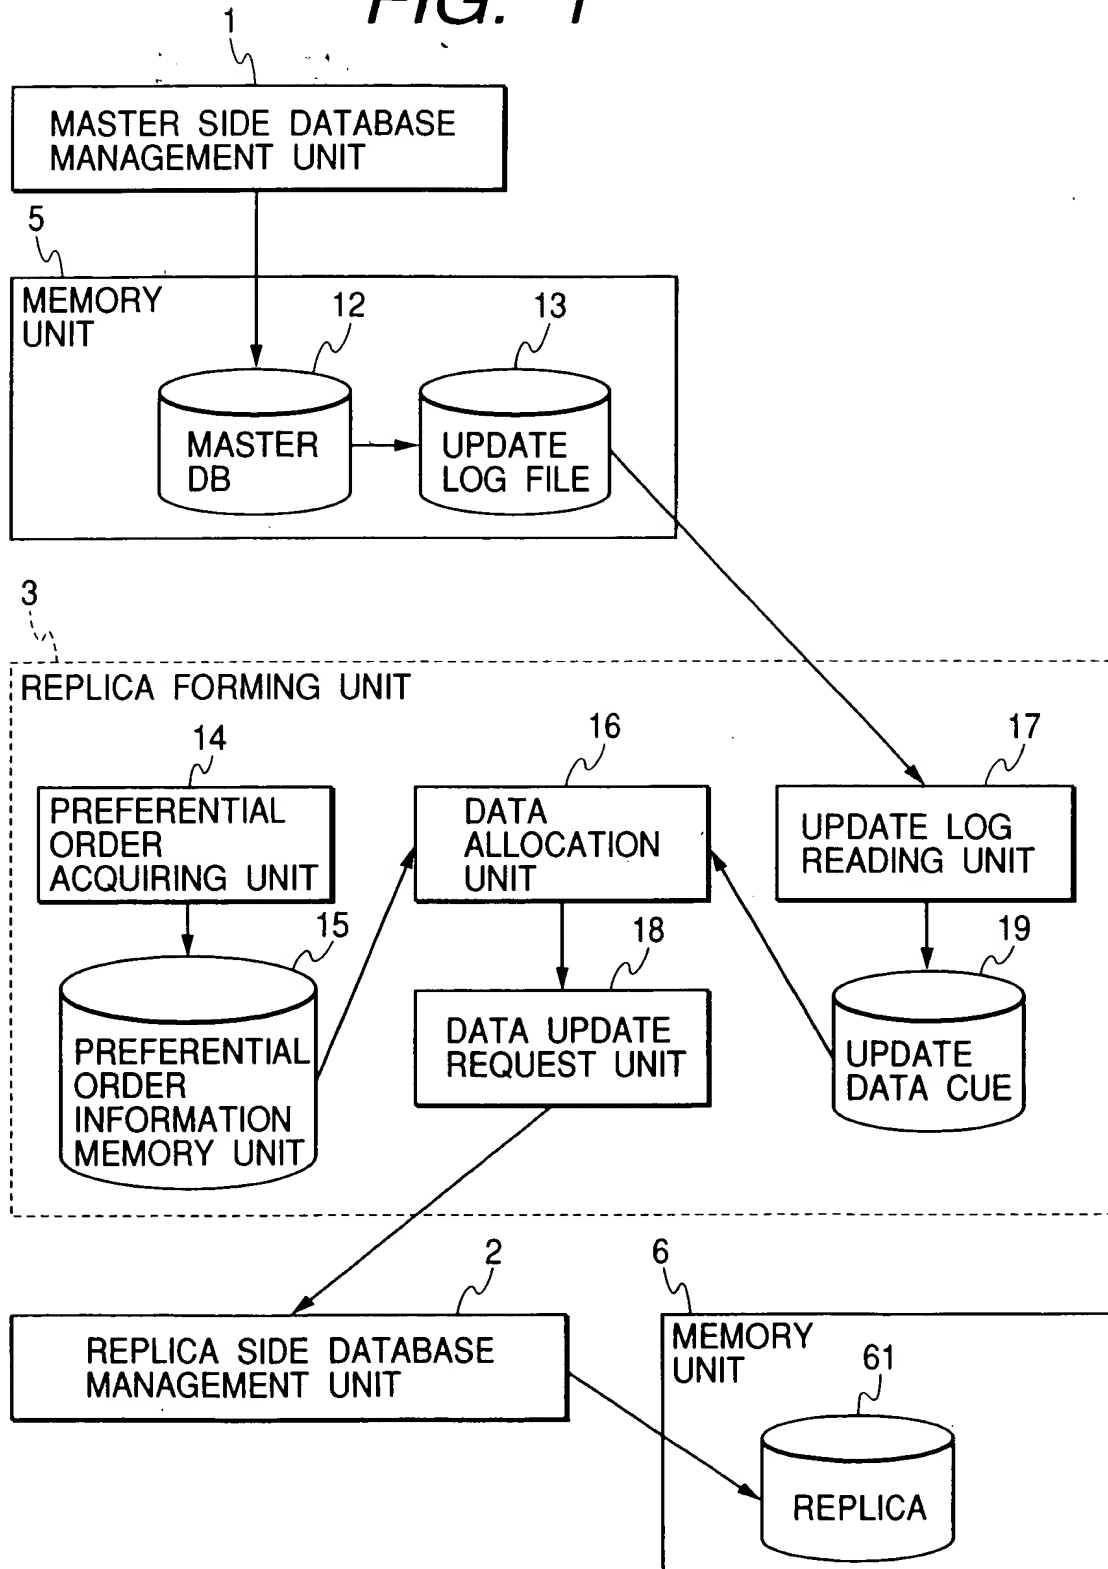 FIG. 1
1
MASTER SIDE DATABASE
MANAGEMENT UNIT
5
MEMORY
UNIT
12
13
MASTER
DB
UPDATE
LOG FILE
3
REPLICA FORMING UNIT
14
16
17
PREFERENTIAL
ORDER
ACQUIRING UNIT
DATA
ALLOCATION
UNIT
UPDATE LOG
READING UNIT
15
18
19
PREFERENTIAL
ORDER
INFORMATION
MEMORY UNIT
DATA UPDATE
REQUEST UNIT
UPDATE
DATA CUE
2
6
REPLICA SIDE DATABASE
MANAGEMENT UNIT
MEMORY
UNIT
61
REPLICA